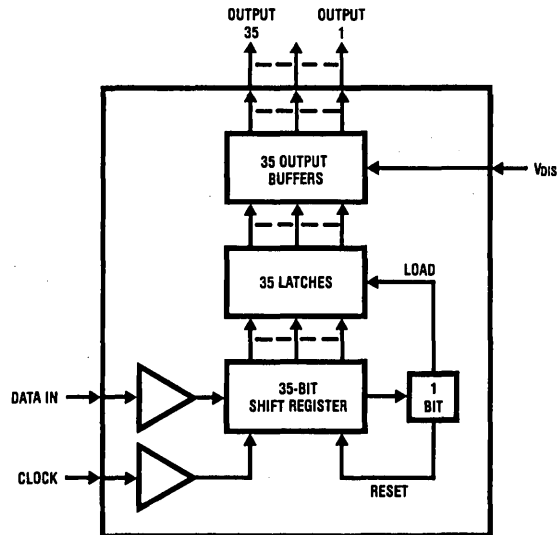 OUTPUT OUTPUT
35 1
35 OUTPUT
BUFFERS
VDIS
35 LATCHES
LOAD
DATA IN
35-BIT
SHIFT REGISTER
1
BIT
CLOCK
RESET